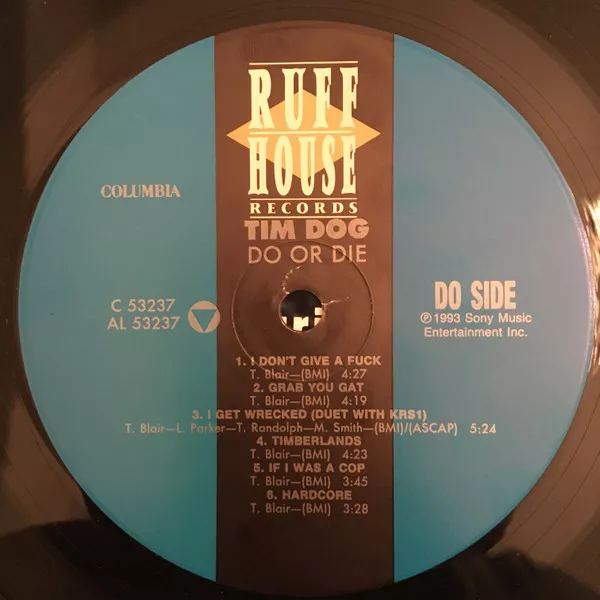 RUFF
HOUSE
RECORDS
TIM DOG
DO OR DIE
COLUMBIA
C 53237
AL 53237
DO SIDE
℗1993 Sony Music
Entertainment Inc.
1. I DON'T GIVE A FUCK
T. Blair—(BMI) 4:27
2. GRAB YOU GAT
T. Blair—(BMI) 4:19
3. I GET WRECKED (DUET WITH KRS1)
T. Blair—L. Parker—T. Randolph—M. Smith—(BMI)/(ASCAP) 5:24
4. TIMBERLANDS
T. Blair—(BMI) 4:23
5. IF I WAS A COP
T. Blair—(BMI) 3:45
6. HARDCORE
T. Blair—(BMI) 3:28